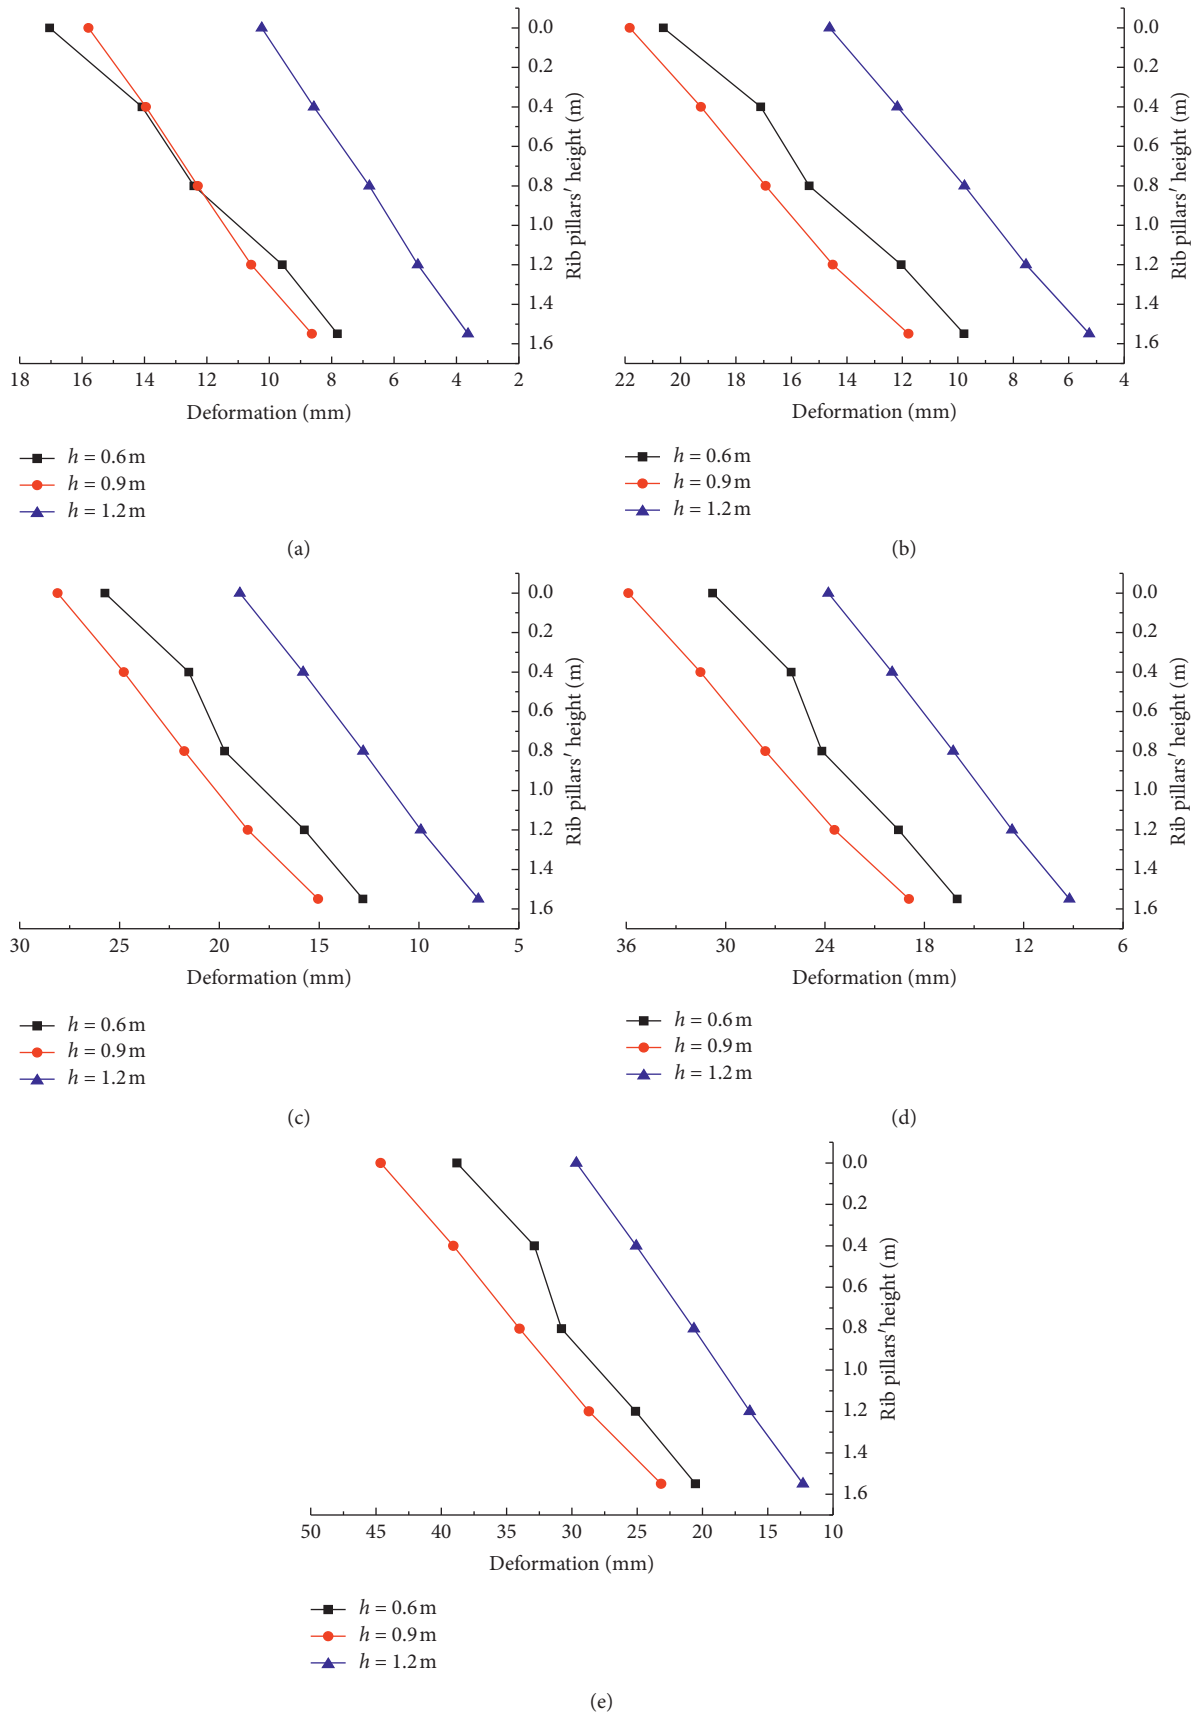 0.0
0.2
0.4
0.6
0.8
1.0
1.2
1.4
1.6
Rib pillars' height (m)
18 16 14 12 10 8 6 4 2
Deformation (mm)
h = 0.6 m
h = 0.9 m
h = 1.2 m
(a)
0.0
0.2
0.4
0.6
0.8
1.0
1.2
1.4
1.6
Rib pillars' height (m)
22 20 18 16 14 12 10 8 6 4
Deformation (mm)
h = 0.6 m
h = 0.9 m
h = 1.2 m
(b)
0.0
0.2
0.4
0.6
0.8
1.0
1.2
1.4
1.6
Rib pillars' height (m)
30 25 20 15 10 5
Deformation (mm)
h = 0.6 m
h = 0.9 m
h = 1.2 m
(c)
0.0
0.2
0.4
0.6
0.8
1.0
1.2
1.4
1.6
Rib pillars' height (m)
36 30 24 18 12 6
Deformation (mm)
h = 0.6 m
h = 0.9 m
h = 1.2 m
(d)
0.0
0.2
0.4
0.6
0.8
1.0
1.2
1.4
1.6
Rib pillars' height (m)
50 45 40 35 30 25 20 15 10
Deformation (mm)
h = 0.6 m
h = 0.9 m
h = 1.2 m
(e)